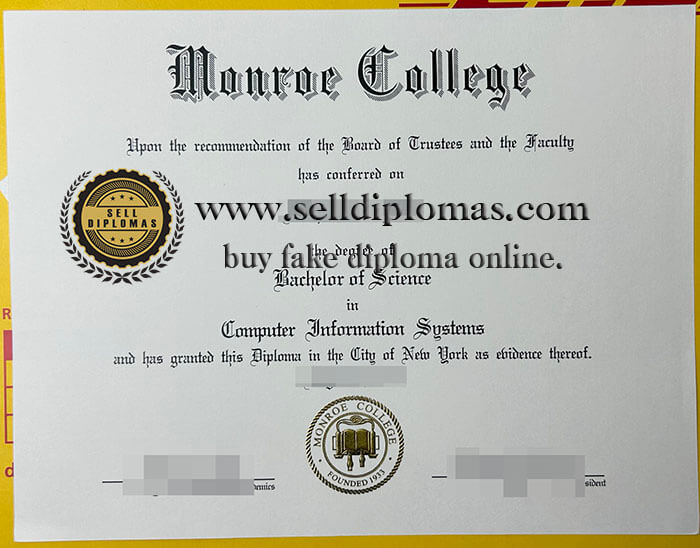 Monroe College
Upon the recommendation of the Board of Trustees and the Faculty
has conferred on
SELL
DIPLOMAS
www.selldiplomas.com
the degree of
buy fake diploma online.
Bachelor of Science
in
Computer Information Systems
and has granted this Diploma in the City of New York as evidence thereof.
MONROE COLLEGE
FOUNDED 1933